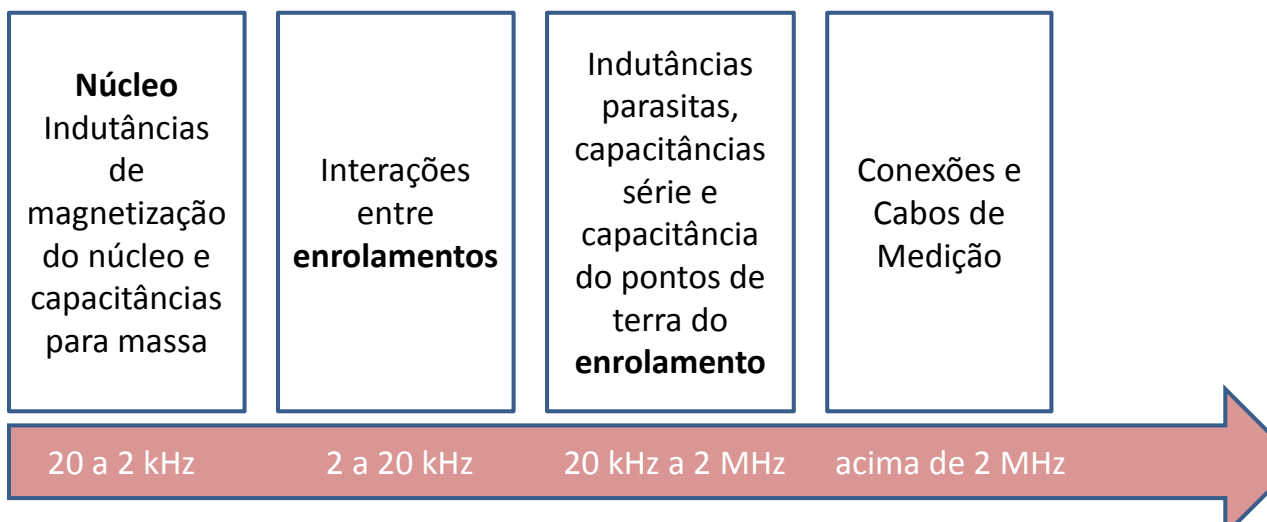 Núcleo
Indutâncias
de
magnetização
do núcleo e
capacitâncias
para massa
Interações
entre
enrolamentos
Indutâncias
parasitas,
capacitâncias
série e
capacitância
do pontos de
terra do
enrolamento
Conexões e
Cabos de
Medição
20 a 2 kHz
2 a 20 kHz
20 kHz a 2 MHz
acima de 2 MHz